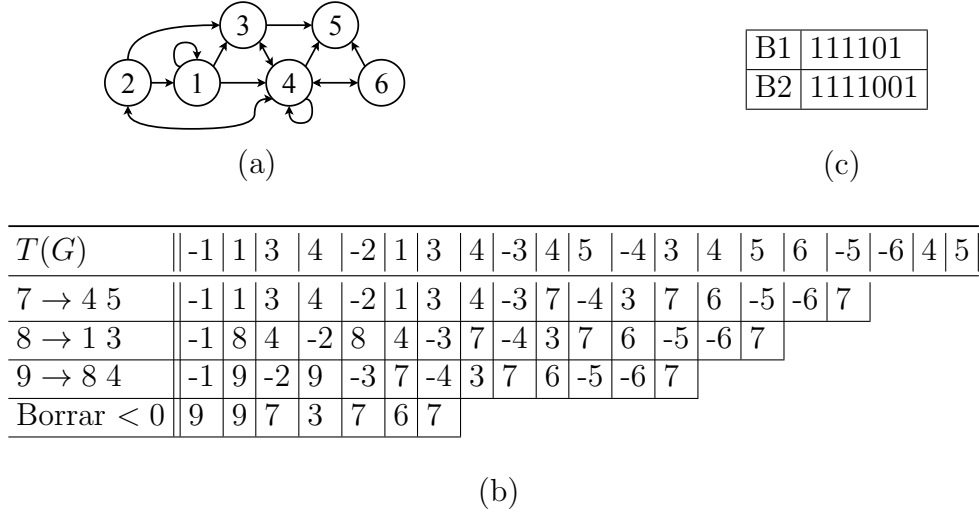 3 5
B1 111101
2 1 4 6
B2 1111001
(a)
(c)
T(G) -1 1 3 4 -2 1 3 4 -3 4 5 -4 3 4 5 6 -5 -6 4 5
7 → 4 5 -1 1 3 4 -2 1 3 4 -3 7 -4 3 7 6 -5 -6 7
8 → 1 3 -1 8 4 -2 8 4 -3 7 -4 3 7 6 -5 -6 7
9 → 8 4 -1 9 -2 9 -3 7 -4 3 7 6 -5 -6 7
Borrar < 0 9 9 7 3 7 6 7
(b)